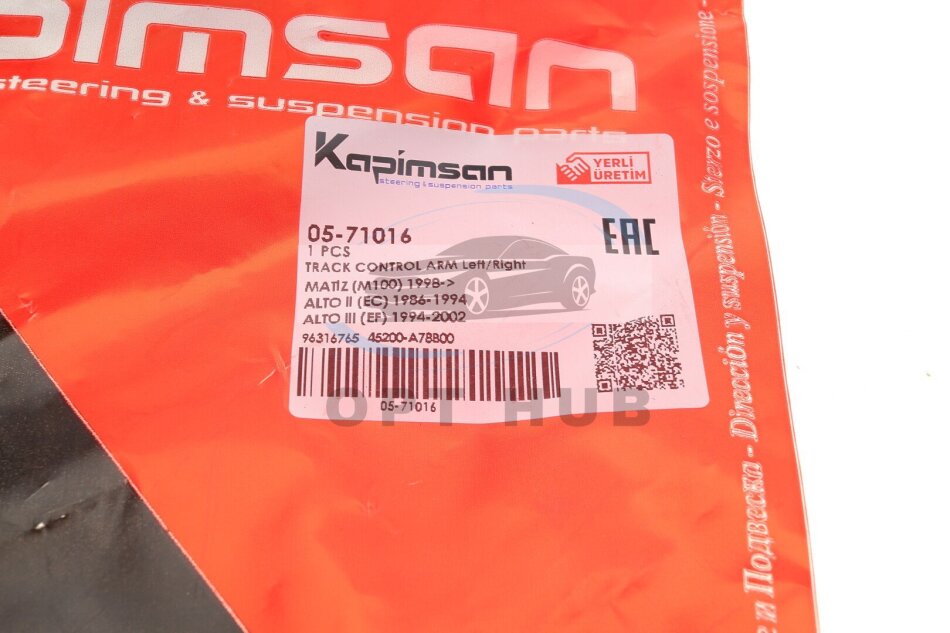 pimsan
steering & suspension parts
Kapimsan
steering & suspension parts
YERLİ
ÜRETİM
05-71016
1 PCS
TRACK CONTROL ARM Left/Right
MATİZ (M100) 1998->
ALTO II (EC) 1986-1994
ALTO III (EF) 1994-2002
96316765 45200-A78B00
EAC
05-71016
OPT HUB
и Подвеска - Dirección y suspensión - Sterzo e sospensione -